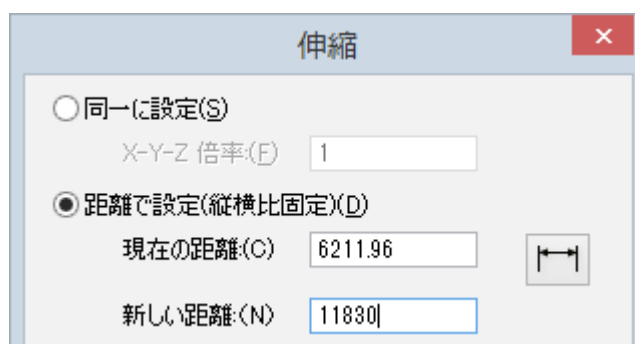 伸縮
同一に設定(S)
X-Y-Z 倍率:(F) 1
距離で設定(縦横比固定)(D)
現在の距離:(C) 6211.96
新しい距離:(N) 11830